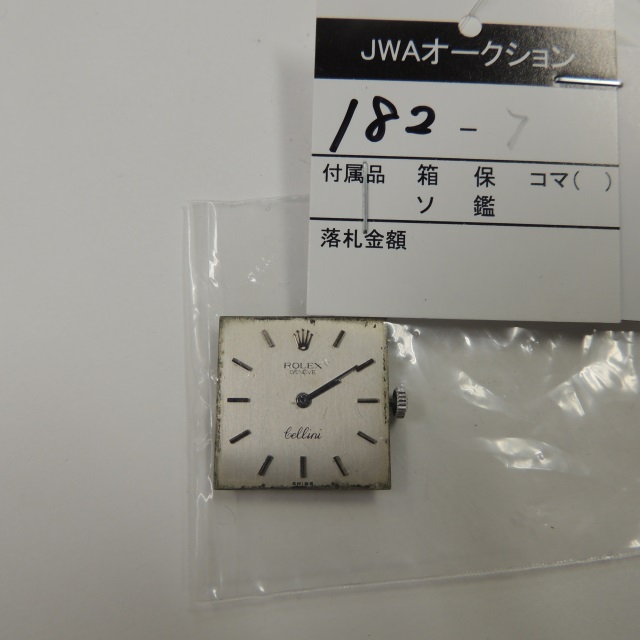 JWAオークション
182-7
付属品 箱 保 コマ( )
ソ 鑑
落札金額
ROLEX
GENEVE
Cellini
SWISS